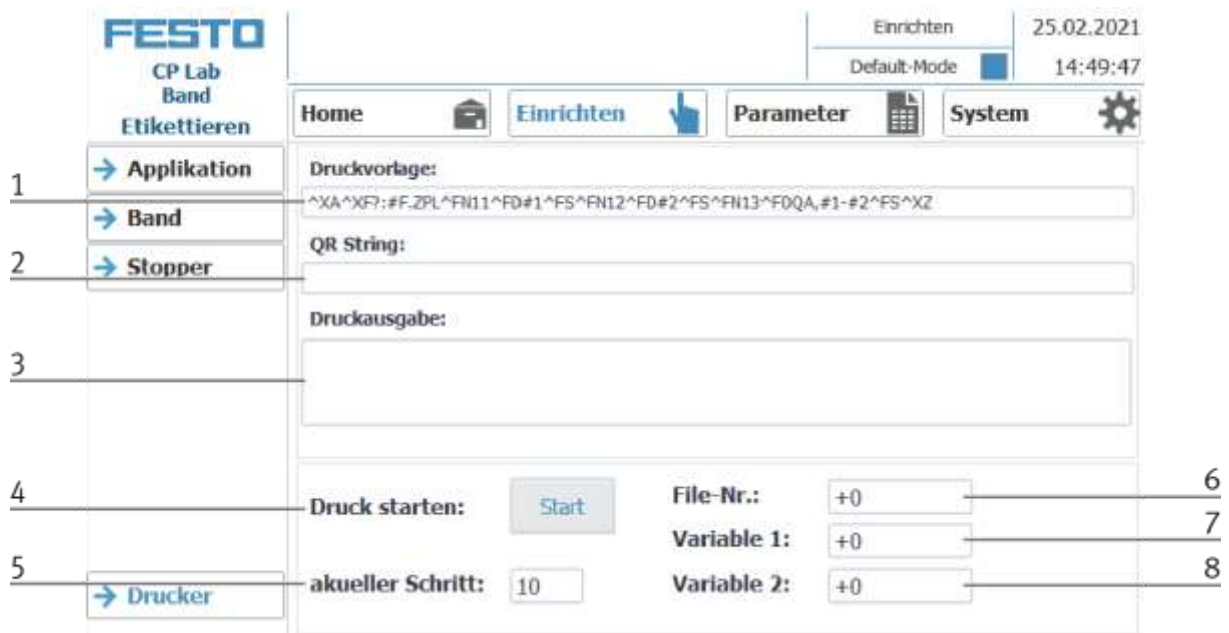 FESTO
CP Lab
Band
Etikettieren
Einrichten
25.02.2021
Default-Mode
14:49:47
Home
Einrichten
Parameter
System
Applikation
Band
Stopper
Drucker
1
Druckvorlage:
^XA^XF?:#F.ZPL^FN11^FD#1^FS^FN12^FD#2^FS^FN13^FDQA,#1-#2^FS^XZ
2
QR String:
3
Druckausgabe:
4
Druck starten:
Start
5
akueller Schritt:
10
File-Nr.:
+0
6
Variable 1:
+0
7
Variable 2:
+0
8